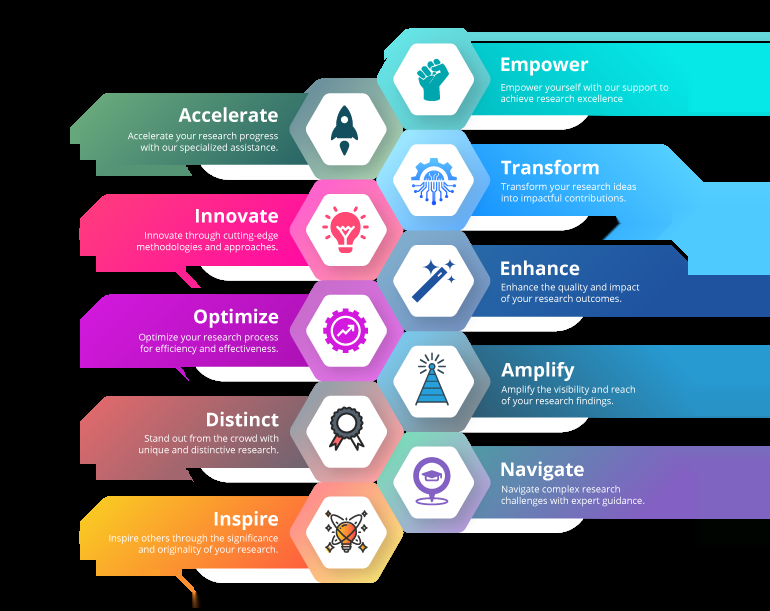 Empower
Empower yourself with our support to
achieve research excellence
Accelerate
Accelerate your research progress
with our specialized assistance.
Transform
Transform your research ideas
into impactful contributions.
Innovate
Innovate through cutting-edge
methodologies and approaches.
Enhance
Enhance the quality and impact
of your research outcomes.
Optimize
Optimize your research process
for efficiency and effectiveness.
Amplify
Amplify the visibility and reach
of your research findings.
Distinct
Stand out from the crowd with
unique and distinctive research.
Navigate
Navigate complex research
challenges with expert guidance.
Inspire
Inspire others through the significance
and originality of your research.